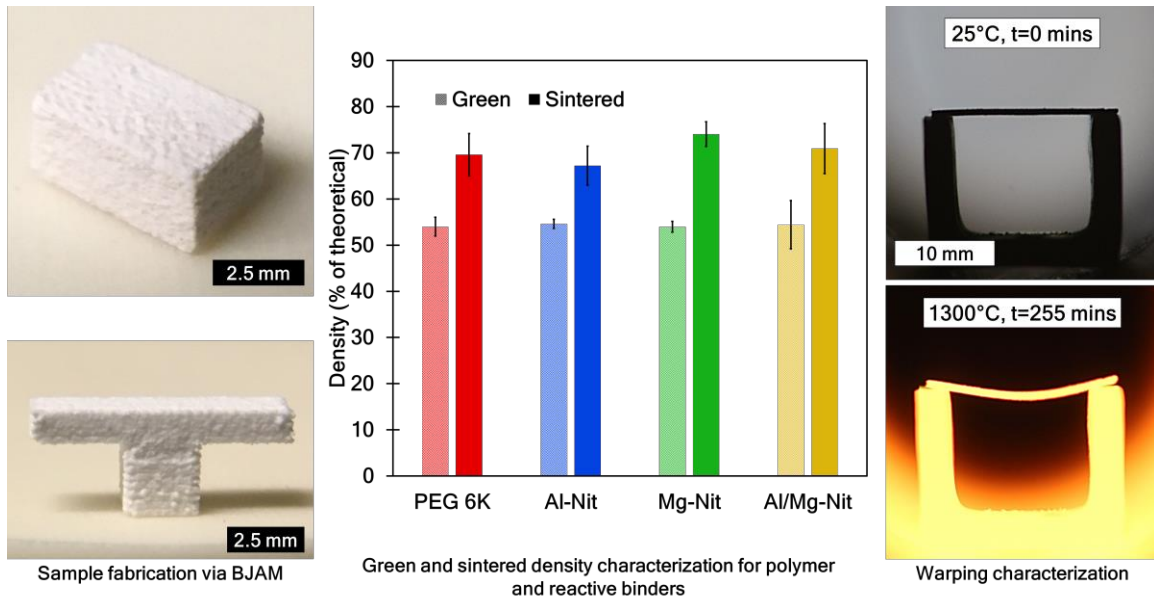 2.5 mm
2.5 mm
Sample fabrication via BJAM
Density (% of theoretical)
90
80
70
60
50
40
30
20
10
0
Green
Sintered
PEG 6K
Al-Nit
Mg-Nit
Al/Mg-Nit
Green and sintered density characterization for polymer
and reactive binders
25°C, t=0 mins
10 mm
1300°C, t=255 mins
Warping characterization